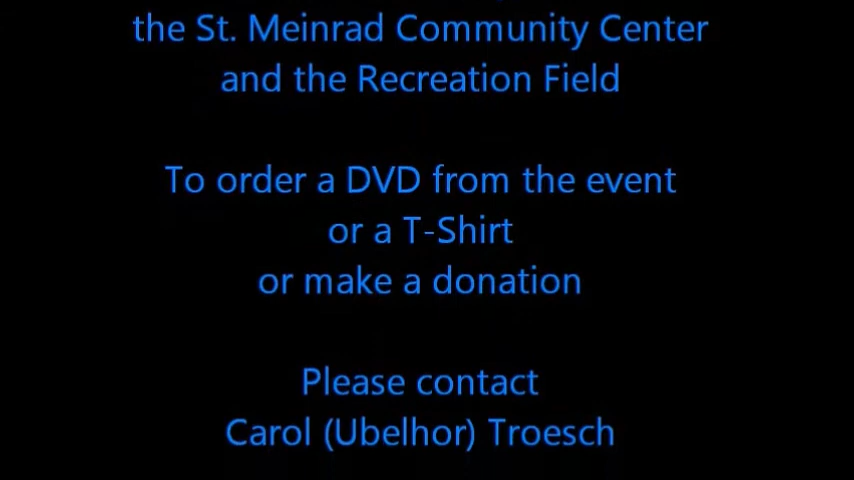 the St. Meinrad Community Center
and the Recreation Field
To order a DVD from the event
or a T-Shirt
or make a donation
Please contact
Carol (Ubelhor) Troesch